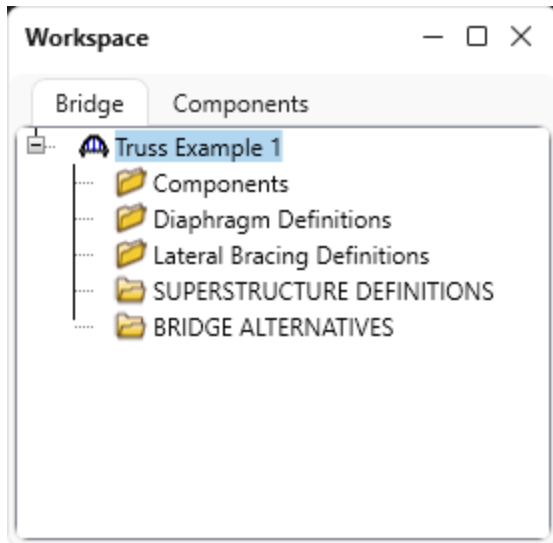 Workspace
Bridge Components
Truss Example 1
Components
Diaphragm Definitions
Lateral Bracing Definitions
SUPERSTRUCTURE DEFINITIONS
BRIDGE ALTERNATIVES